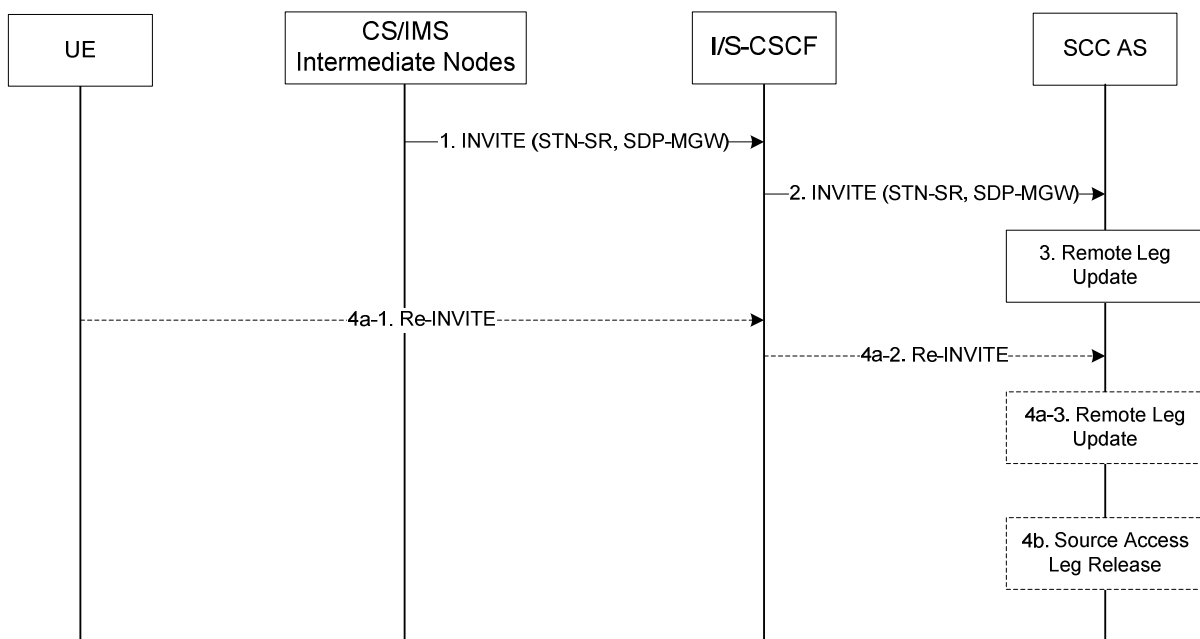 UE
CS/IMS
Intermediate Nodes
I/S-CSCF
SCC AS
1. INVITE (STN-SR, SDP-MGW)
2. INVITE (STN-SR, SDP-MGW)
3. Remote Leg
Update
4a-1. Re-INVITE
4a-2. Re-INVITE
4a-3. Remote Leg
Update
4b. Source Access
Leg Release